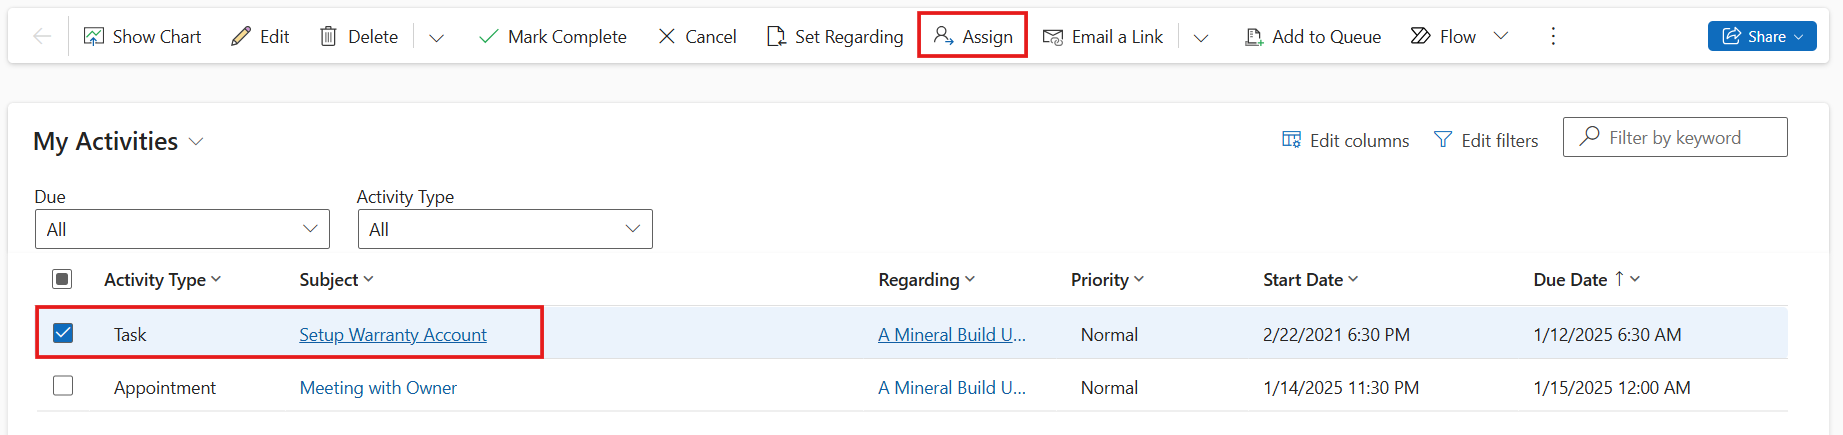 Show Chart Edit Delete Mark Complete Cancel Set Regarding Assign Email a Link Add to Queue Flow Share
My Activities Edit columns Edit filters Filter by keyword
Due Activity Type
All All
Activity Type Subject Regarding Priority Start Date Due Date ↑
Task Setup Warranty Account A Mineral Build U... Normal 2/22/2021 6:30 PM 1/12/2025 6:30 AM
Appointment Meeting with Owner A Mineral Build U... Normal 1/14/2025 11:30 PM 1/15/2025 12:00 AM